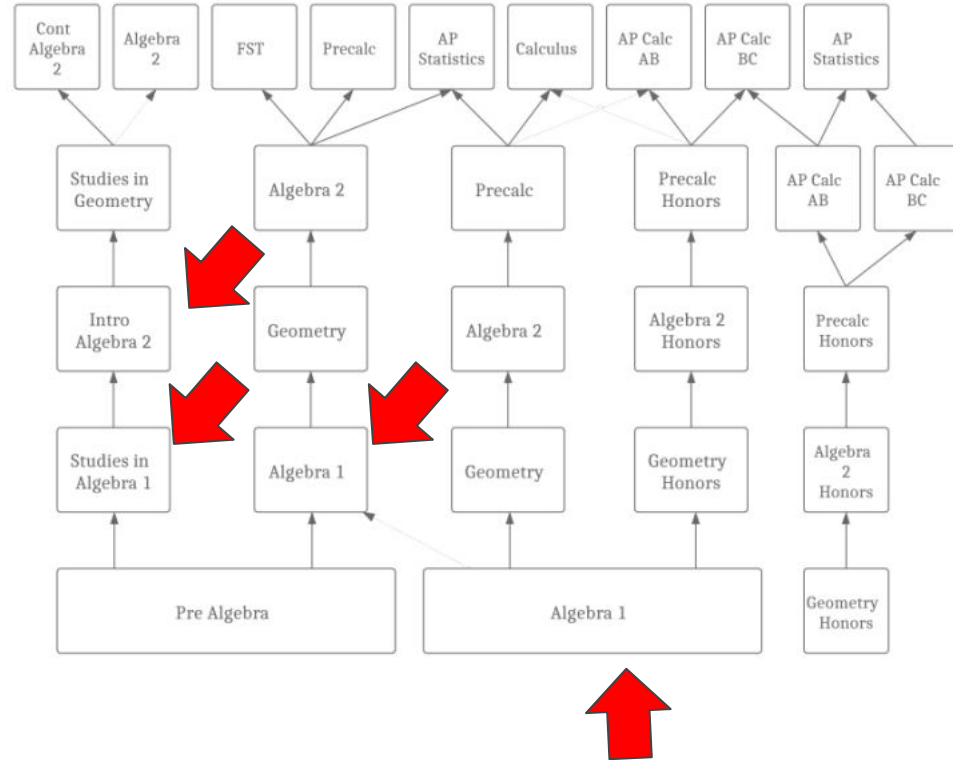 Cont
Algebra
2
Algebra
2
FST
Precalc
AP
Statistics
Calculus
AP Calc
AB
AP Calc
BC
AP
Statistics
Studies in
Geometry
Algebra 2
Precalc
Precalc
Honors
AP Calc
AB
AP Calc
BC
Intro
Algebra 2
Geometry
Algebra 2
Algebra 2
Honors
Precalc
Honors
Studies in
Algebra 1
Algebra 1
Geometry
Geometry
Honors
Algebra
2
Honors
Pre Algebra
Algebra 1
Geometry
Honors